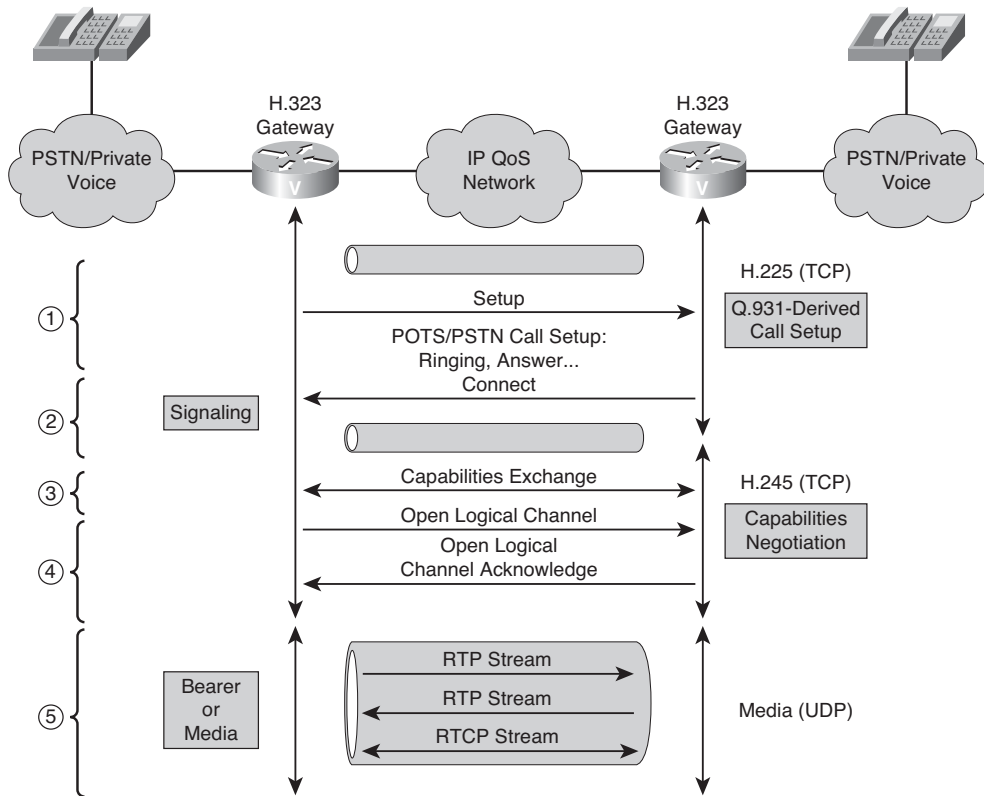 H.323
Gateway
H.323
Gateway
PSTN/Private
Voice
V
IP QoS
Network
V
PSTN/Private
Voice
1
Setup
H.225 (TCP)
Q.931-Derived
Call Setup
POTS/PSTN Call Setup:
Ringing, Answer...
Connect
2
Signaling
3
Capabilities Exchange
H.245 (TCP)
Open Logical Channel
Capabilities
Negotiation
4
Open Logical
Channel Acknowledge
5
Bearer
or
Media
RTP Stream
RTP Stream
RTCP Stream
Media (UDP)